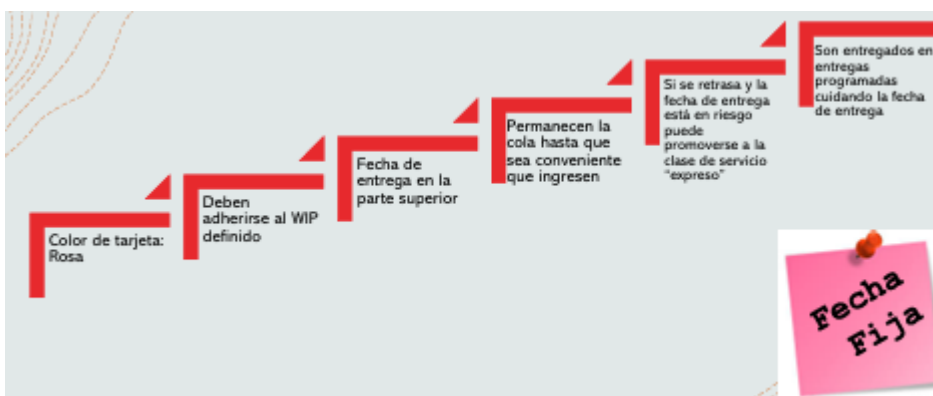 Color de tarjeta:
Rosa
Deben
adherirse al WIP
definido
Fecha de
entrega en la
parte superior
Permanecen la
cola hasta que
sea conveniente
que ingresen
Si se retrasa y la
fecha de entrega
está en riesgo
puede
promoverse a la
clase de servicio
“expreso”
Son entregados en
entregas
programadas
cuidando la fecha
de entrega
Fecha
Fija